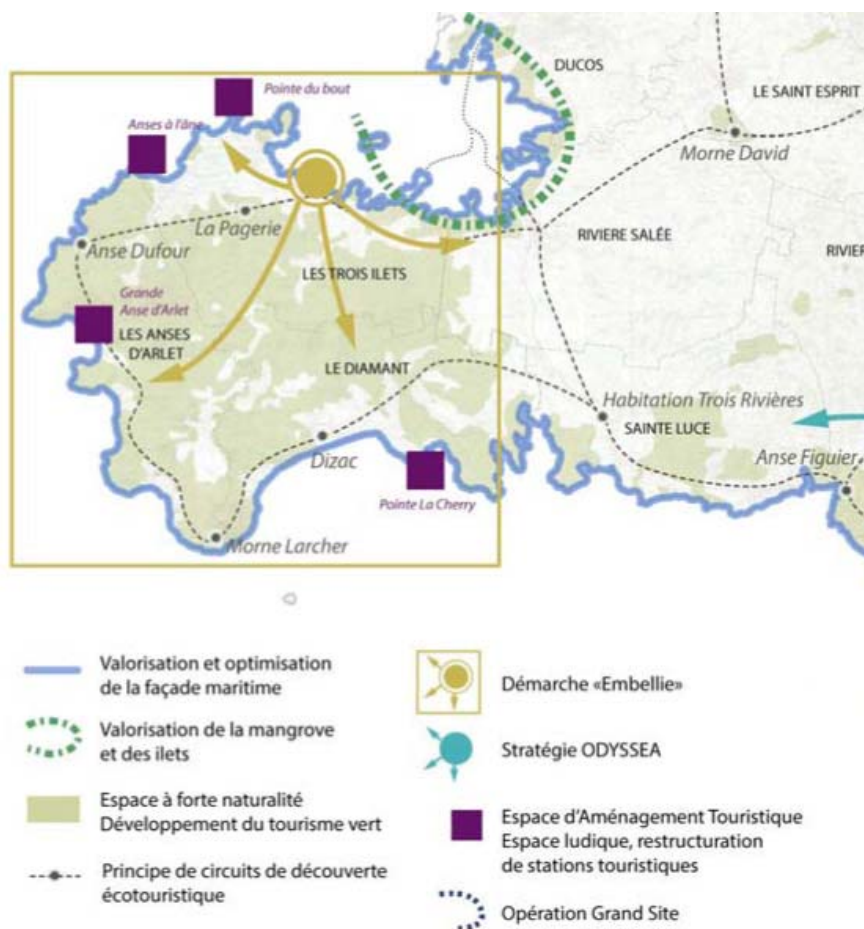 Pointe du bout
DUCOS
LE SAINT ESPRIT
Anses à l'âne
Morne David
La Pagerie
RIVIERE SALÉE
Anse Dufour
LES TROIS ILETS
RIVIER
Grande
Anse d'Arlet
LES ANSES
D'ARLET
LE DIAMANT
Habitation Trois Rivières
SAINTE LUCE
Dizac
Anse Figuier
Pointe La Cherry
Morne Larcher
Valorisation et optimisation
de la façade maritime
Valorisation de la mangrove
et des ilets
Espace à forte naturalité
Développement du tourisme vert
Principe de circuits de découverte
écotouristique
Démarche «Embellie»
Stratégie ODYSSEA
Espace d'Aménagement Touristique
Espace ludique, restructuration
de stations touristiques
Opération Grand Site